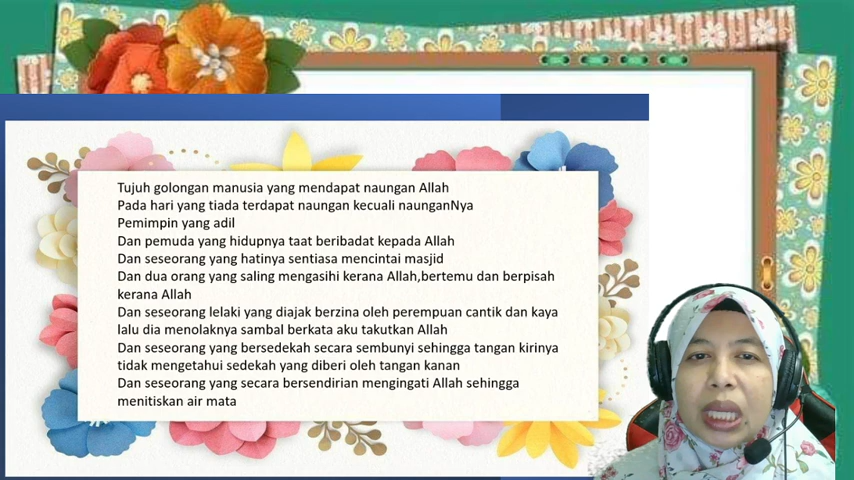 Tujuh golongan manusia yang mendapat naungan Allah
Pada hari yang tiada terdapat naungan kecuali naunganNya
Pemimpin yang adil
Dan pemuda yang hidupnya taat beribadat kepada Allah
Dan seseorang yang hatinya sentiasa mencintai masjid
Dan dua orang yang saling mengasihi kerana Allah,bertemu dan berpisah
kerana Allah
Dan seseorang lelaki yang diajak berzina oleh perempuan cantik dan kaya
lalu dia menolaknya sambal berkata aku takutkan Allah
Dan seseorang yang bersedekah secara sembunyi sehingga tangan kirinya
tidak mengetahui sedekah yang diberi oleh tangan kanan
Dan seseorang yang secara bersendirian mengingati Allah sehingga
menitiskan air mata